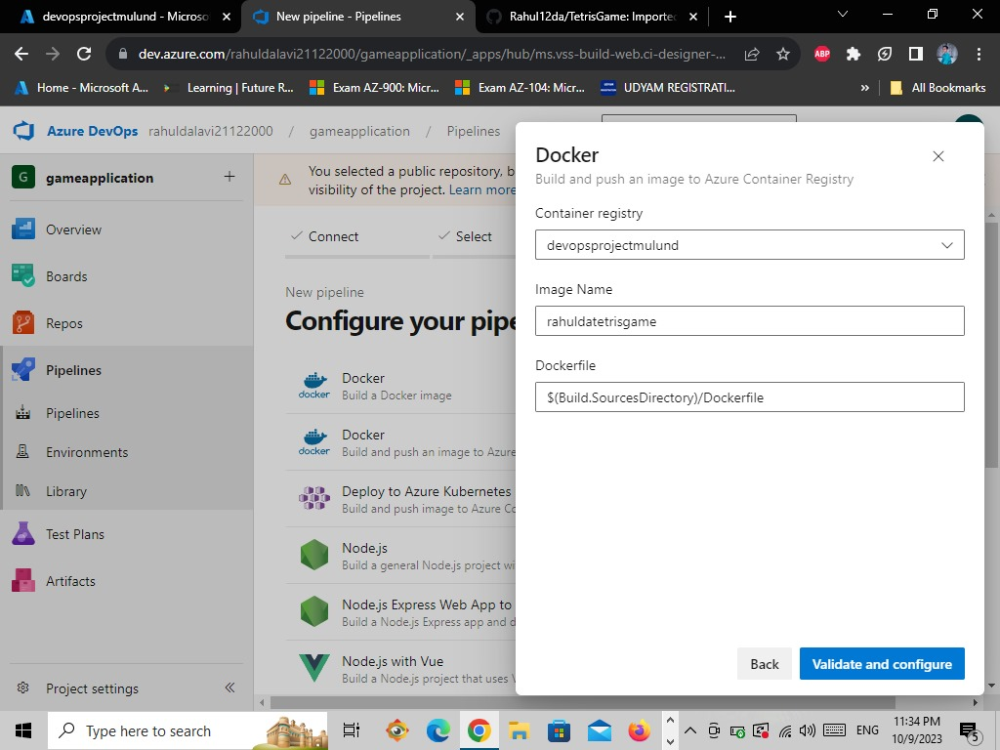 devopsprojectmulund - Microso
New pipeline - Pipelines
Rahul12da/TetrisGame: Importec
dev.azure.com/rahuldalavi21122000/gameapplication/_apps/hub/ms.vss-build-web.ci-designer-...
ABP
Home - Microsoft A...
Learning | Future R...
Exam AZ-900: Micr...
Exam AZ-104: Micr...
UDYAM REGISTRATI...
»
All Bookmarks
Azure DevOps rahuldalavi21122000 / gameapplication / Pipelines
G gameapplication
Overview
Boards
Repos
Pipelines
Pipelines
Environments
Library
Test Plans
Artifacts
Project settings
You selected a public repository, b
visibility of the project. Learn more
Connect
Select
New pipeline
Configure your pipe
docker
Docker
Build a Docker image
docker
Docker
Build and push an image to Azure
Deploy to Azure Kubernetes
Build and push image to Azure Co
Node.js
Build a general Node.js project wi
Node.js Express Web App to
Build a Node.js Express app and d
Node.js with Vue
Build a Node.js project that uses V
Docker
Build and push an image to Azure Container Registry
Container registry
devopsprojectmulund
Image Name
rahuldatetrisgame
Dockerfile
$(Build.SourcesDirectory)/Dockerfile
Back
Validate and configure
Type here to search
ENG
11:34 PM
10/9/2023
5